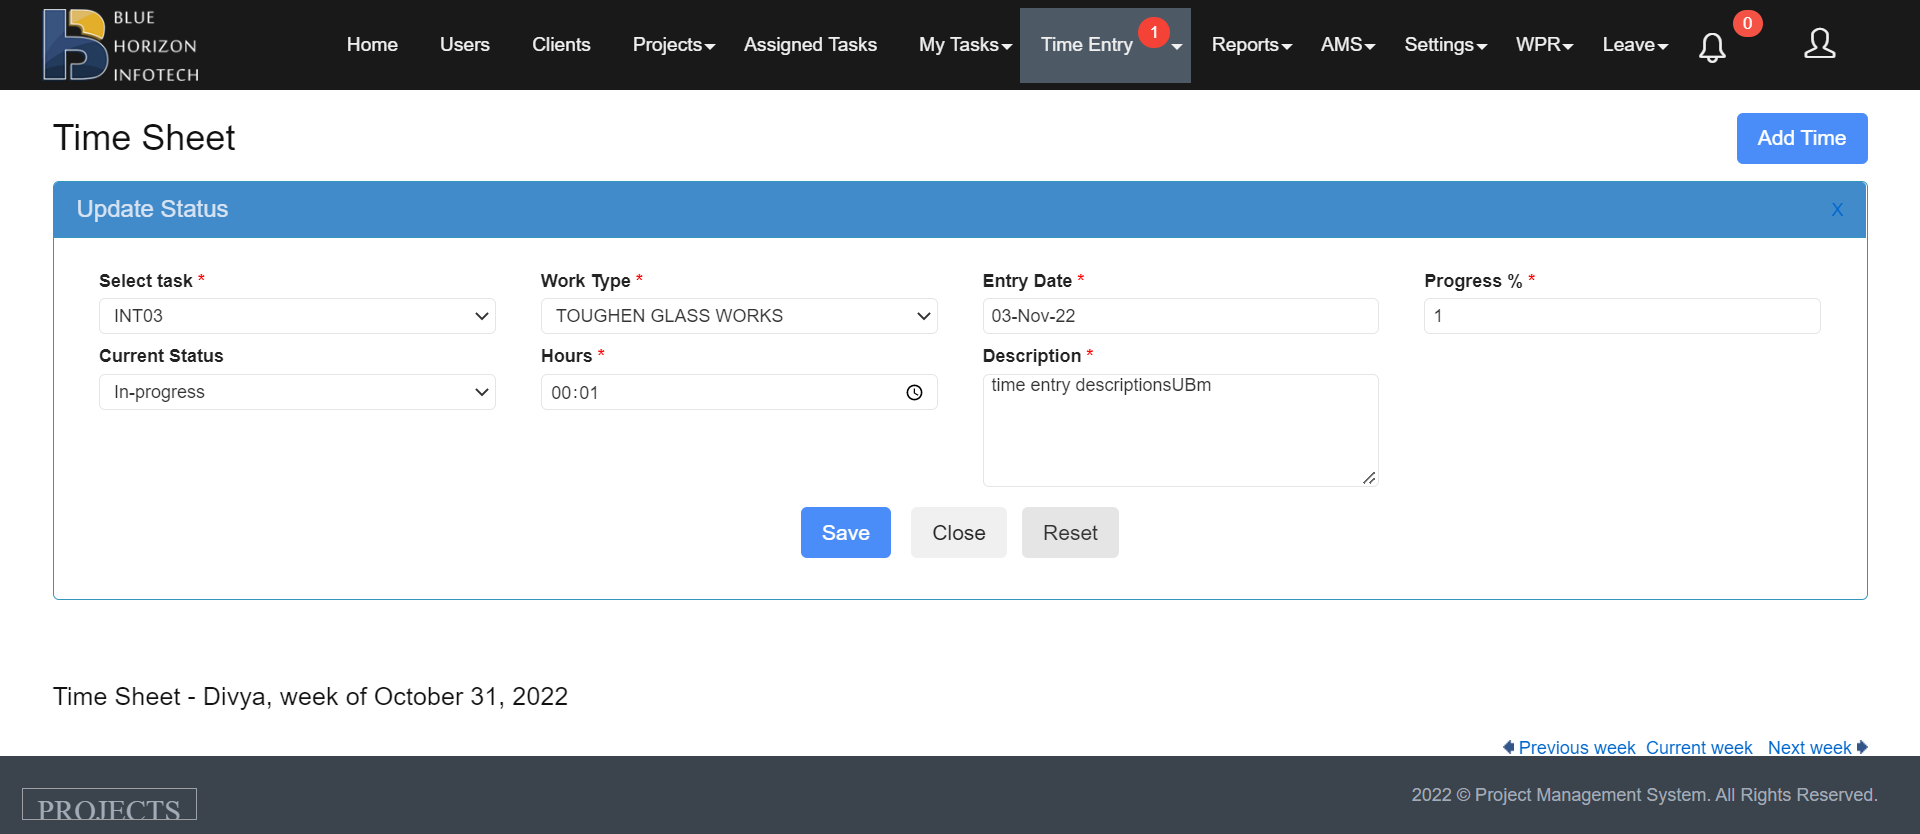 BLUE
HORIZON
INFOTECH
Home Users Clients Projects Assigned Tasks My Tasks Time Entry 1 Reports AMS Settings WPR Leave 0
Time Sheet
Add Time
Update Status X
Select task * Work Type * Entry Date * Progress % *
INT03 TOUGHEN GLASS WORKS 03-Nov-22 1
Current Status Hours * Description *
In-progress 00:01 time entry descriptionsUBm
Save Close Reset
Time Sheet - Divya, week of October 31, 2022
Previous week Current week Next week
PROJECTS
2022 © Project Management System. All Rights Reserved.